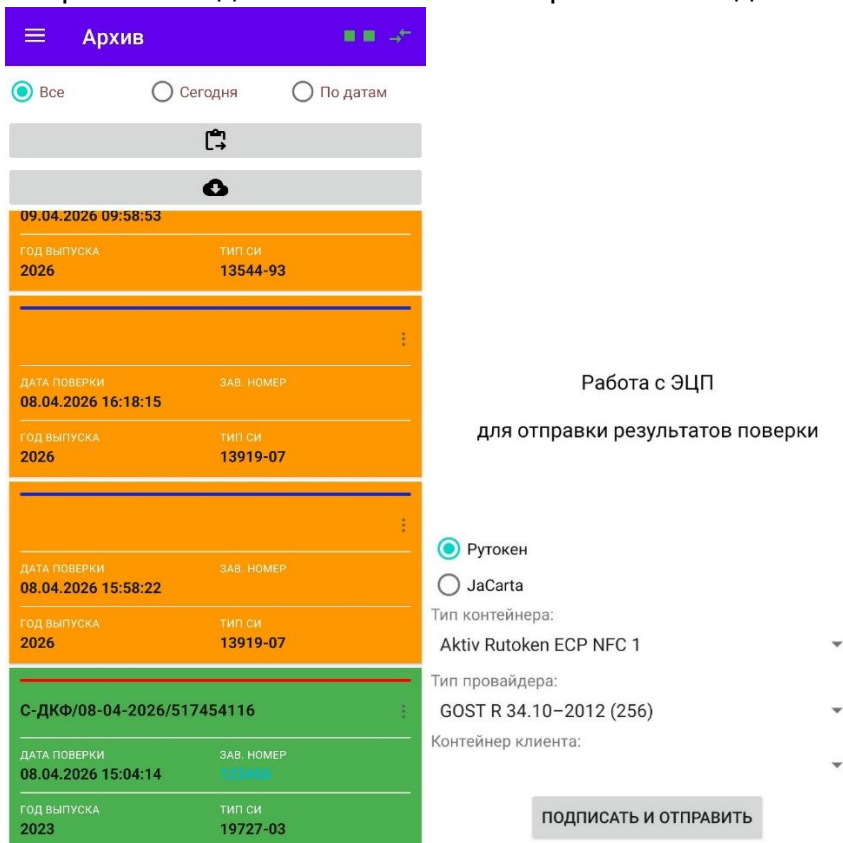 Архив
Все Сегодня По датам
09.04.2026 09:58:53
ГОД ВЫПУСКА ТИП СИ
2026 13544-93
ДАТА ПОВЕРКИ ЗАВ. НОМЕР
08.04.2026 16:18:15
ГОД ВЫПУСКА ТИП СИ
2026 13919-07
ДАТА ПОВЕРКИ ЗАВ. НОМЕР
08.04.2026 15:58:22
ГОД ВЫПУСКА ТИП СИ
2026 13919-07
С-ДКФ/08-04-2026/517454116
ДАТА ПОВЕРКИ ЗАВ. НОМЕР
08.04.2026 15:04:14
ГОД ВЫПУСКА ТИП СИ
2023 19727-03
Работа с ЭЦП
для отправки результатов поверки
Рутокен
JaCarta
Тип контейнера:
Aktiv Rutoken ECP NFC 1
Тип провайдера:
GOST R 34.10-2012 (256)
Контейнер клиента:
ПОДПИСАТЬ И ОТПРАВИТЬ